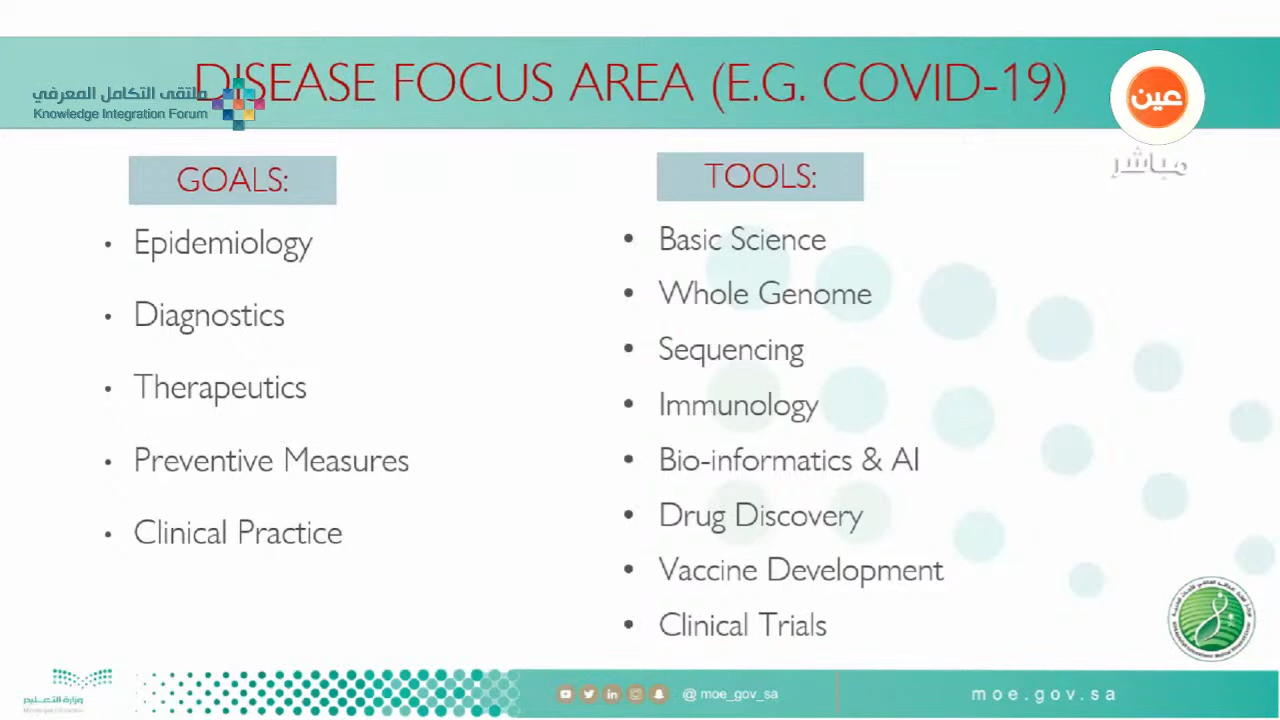 DISEASE FOCUS AREA (E.G. COVID-19)
ملتقى التكامل المعرفي
Knowledge Integration Forum
عين
مباشر
GOALS:
• Epidemiology
• Diagnostics
• Therapeutics
• Preventive Measures
• Clinical Practice
TOOLS:
• Basic Science
• Whole Genome
• Sequencing
• Immunology
• Bio-informatics & AI
• Drug Discovery
• Vaccine Development
• Clinical Trials
وزارة التعليم
@moe_gov_sa
moe.gov.sa